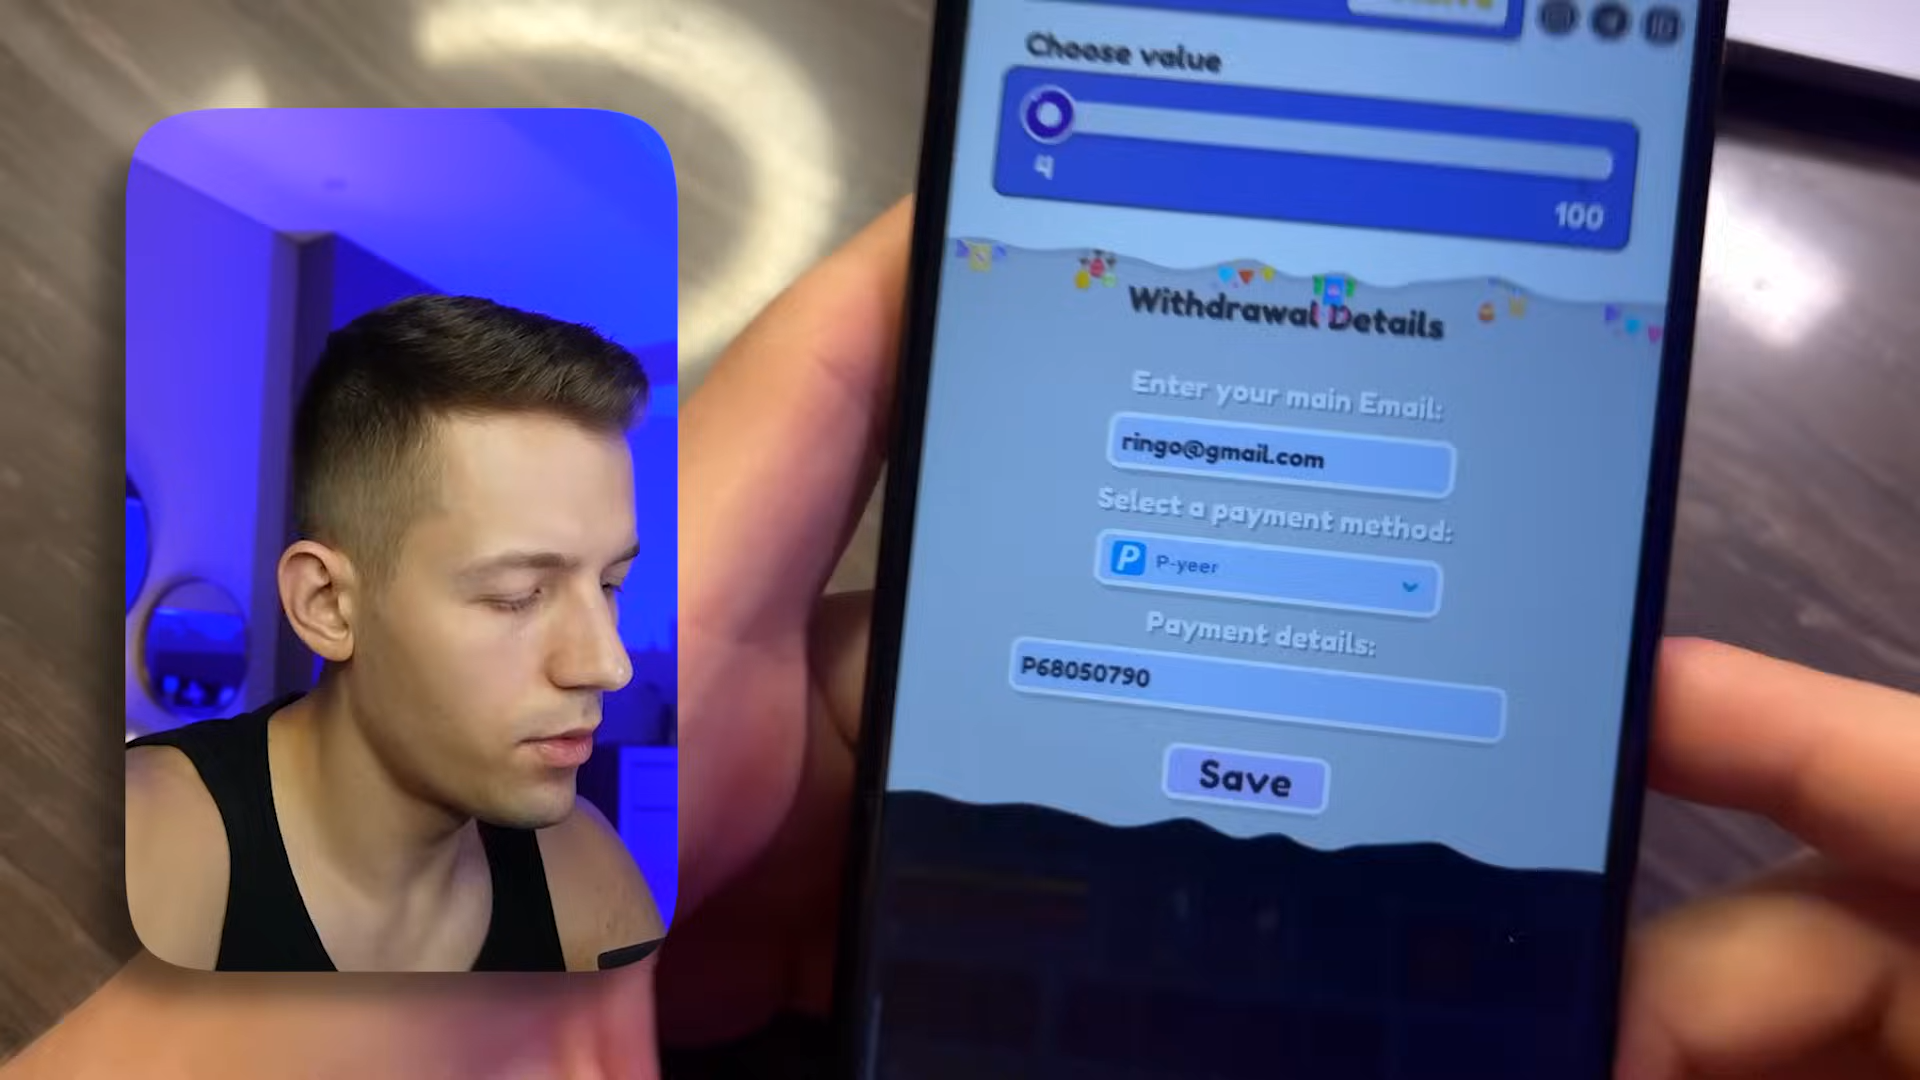 Choose value
4
100
Withdrawal Details
Enter your main Email:
ringo@gmail.com
Select a payment method:
P P-yeer
Payment details:
P68050790
Save